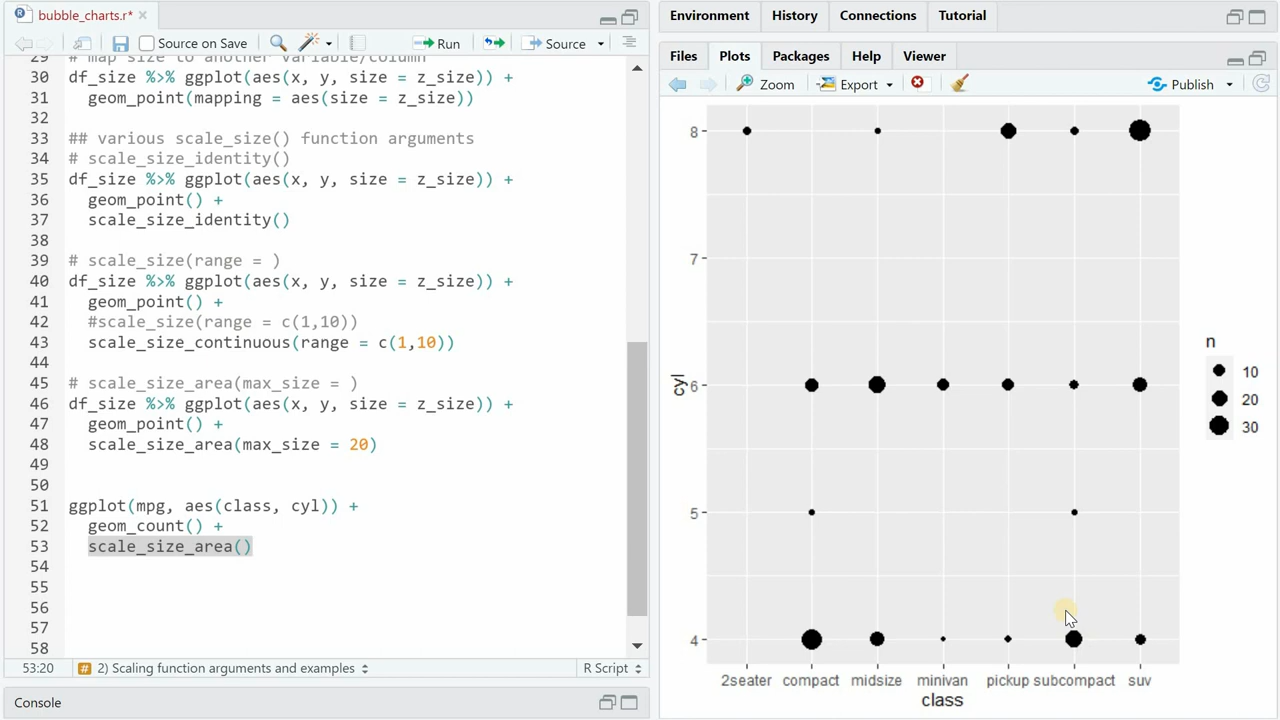 bubble_charts.r*
Source on Save
Run
Source
29 # map size to another variable/column
30 df_size %>% ggplot(aes(x, y, size = z_size)) +
31 geom_point(mapping = aes(size = z_size))
32
33 ## various scale_size() function arguments
34 # scale_size_identity()
35 df_size %>% ggplot(aes(x, y, size = z_size)) +
36 geom_point() +
37 scale_size_identity()
38
39 # scale_size(range = )
40 df_size %>% ggplot(aes(x, y, size = z_size)) +
41 geom_point() +
42 #scale_size(range = c(1,10))
43 scale_size_continuous(range = c(1,10))
44
45 # scale_size_area(max_size = )
46 df_size %>% ggplot(aes(x, y, size = z_size)) +
47 geom_point() +
48 scale_size_area(max_size = 20)
49
50
51 ggplot(mpg, aes(class, cyl)) +
52 geom_count() +
53 scale_size_area()
54
55
56
57
58
53:20 # 2) Scaling function arguments and examples R Script
Console
Environment History Connections Tutorial
Files Plots Packages Help Viewer
Zoom Export Publish
8
7
6
5
4
cyl
2seater compact midsize minivan pickup subcompact suv
class
n
10
20
30